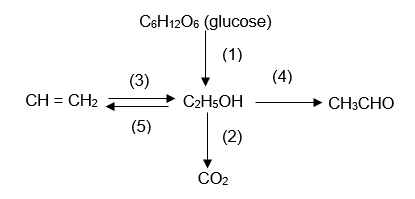 C₆H₁₂O₆ (glucose)
(1)
(3)
(4)
CH = CH₂
C₂H₅OH
CH₃CHO
(5)
(2)
CO₂